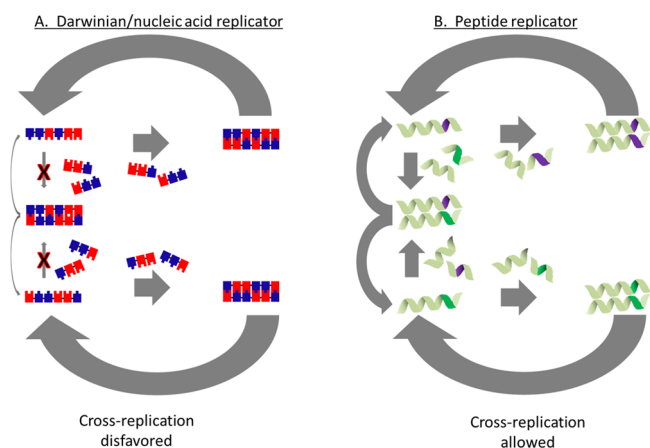 A. Darwinian/nucleic acid replicator
B. Peptide replicator
X
X
Cross-replication
disfavored
Cross-replication
allowed